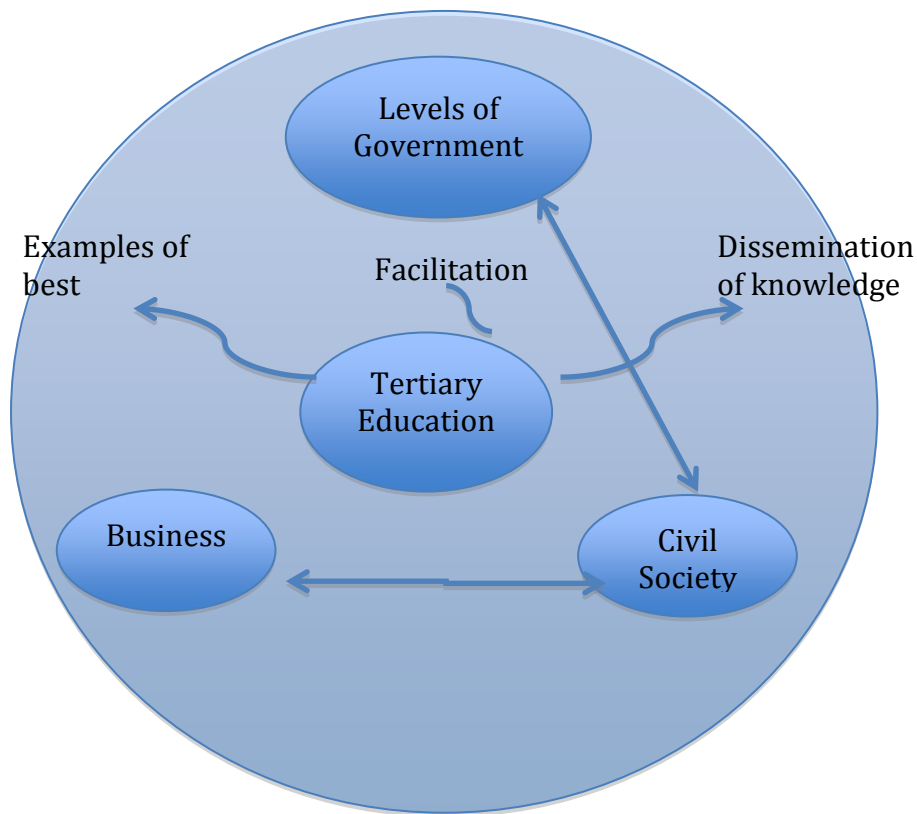 Levels of
Government
Examples of
best
Facilitation
Dissemination
of knowledge
Tertiary
Education
Business
Civil
Society